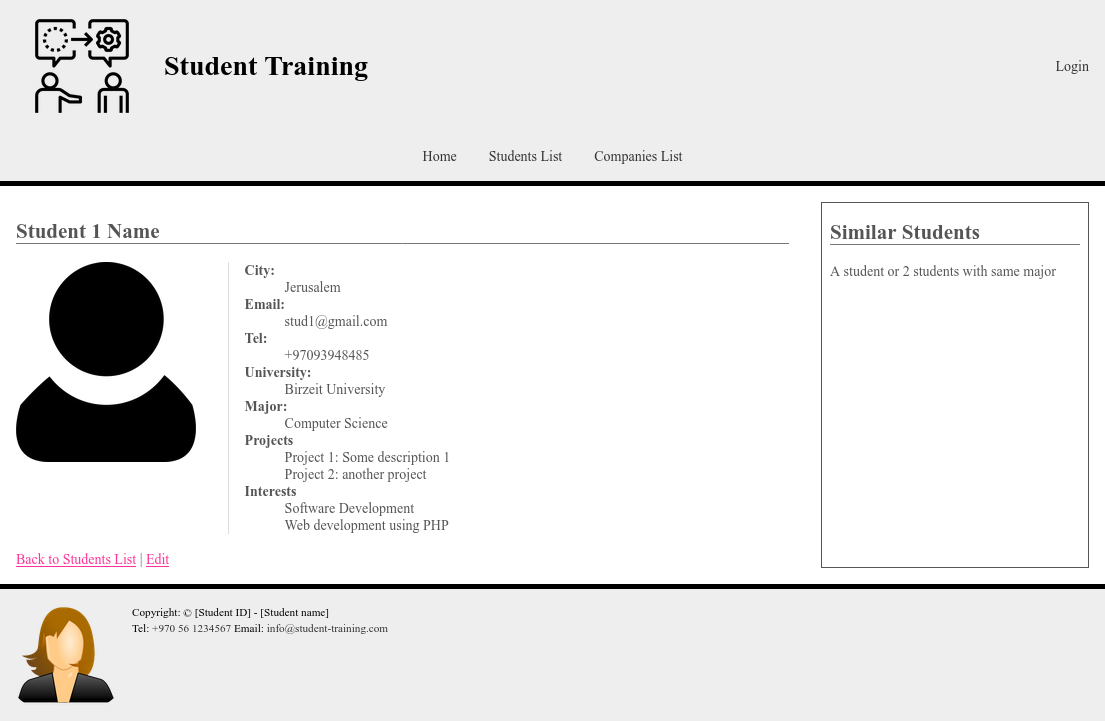 Student Training
Login
Home Students List Companies List
Student 1 Name
City:
Jerusalem
Email:
stud1@gmail.com
Tel:
+97093948485
University:
Birzeit University
Major:
Computer Science
Projects
Project 1: Some description 1
Project 2: another project
Interests
Software Development
Web development using PHP
Back to Students List | Edit
Similar Students
A student or 2 students with same major
Copyright: © [Student ID] - [Student name]
Tel: +970 56 1234567 Email: info@student-training.com